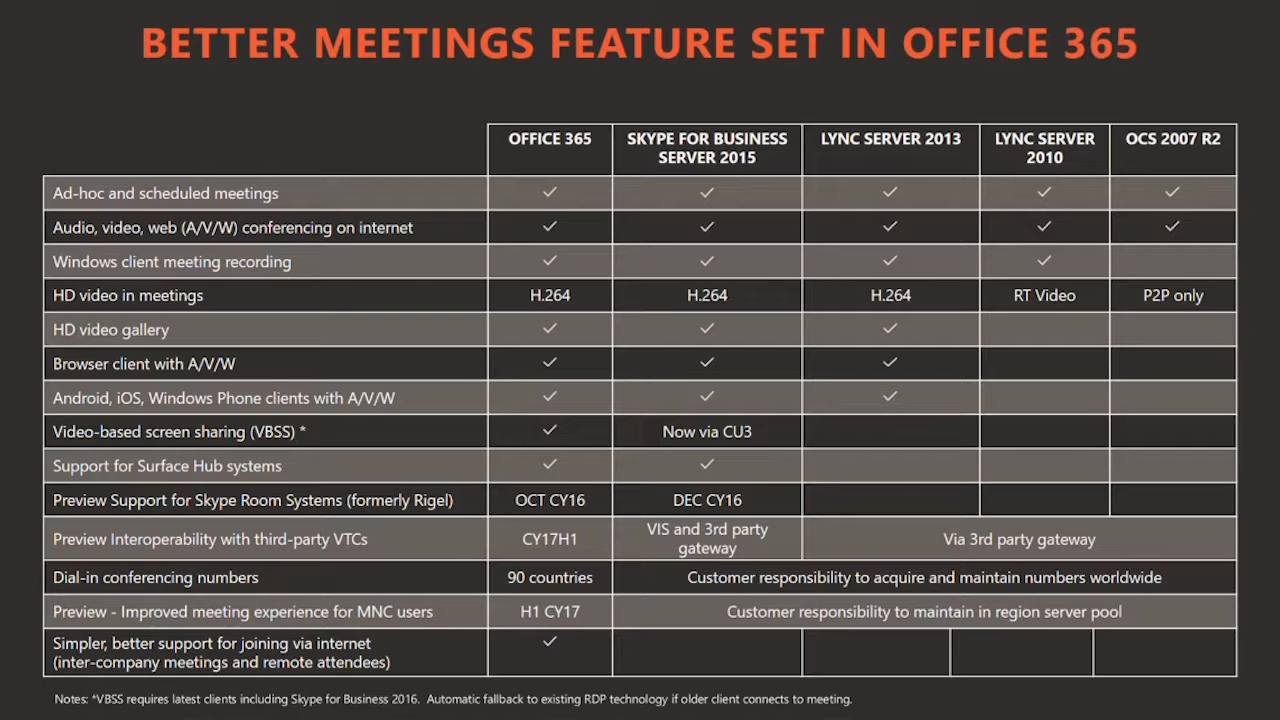 BETTER MEETINGS FEATURE SET IN OFFICE 365
OFFICE 365 SKYPE FOR BUSINESS SERVER 2015 LYNC SERVER 2013 LYNC SERVER 2010 OCS 2007 R2
Ad-hoc and scheduled meetings ✓ ✓ ✓ ✓ ✓
Audio, video, web (A/V/W) conferencing on internet ✓ ✓ ✓ ✓ ✓
Windows client meeting recording ✓ ✓ ✓ ✓
HD video in meetings H.264 H.264 H.264 RT Video P2P only
HD video gallery ✓ ✓ ✓
Browser client with A/V/W ✓ ✓ ✓
Android, iOS, Windows Phone clients with A/V/W ✓ ✓ ✓
Video-based screen sharing (VBSS) * ✓ Now via CU3
Support for Surface Hub systems ✓ ✓
Preview Support for Skype Room Systems (formerly Rigel) OCT CY16 DEC CY16
Preview Interoperability with third-party VTCs CY17H1 VIS and 3rd party gateway Via 3rd party gateway
Dial-in conferencing numbers 90 countries Customer responsibility to acquire and maintain numbers worldwide
Preview - Improved meeting experience for MNC users H1 CY17 Customer responsibility to maintain in region server pool
Simpler, better support for joining via internet ✓
(inter-company meetings and remote attendees)
Notes: *VBSS requires latest clients including Skype for Business 2016. Automatic fallback to existing RDP technology if older client connects to meeting.